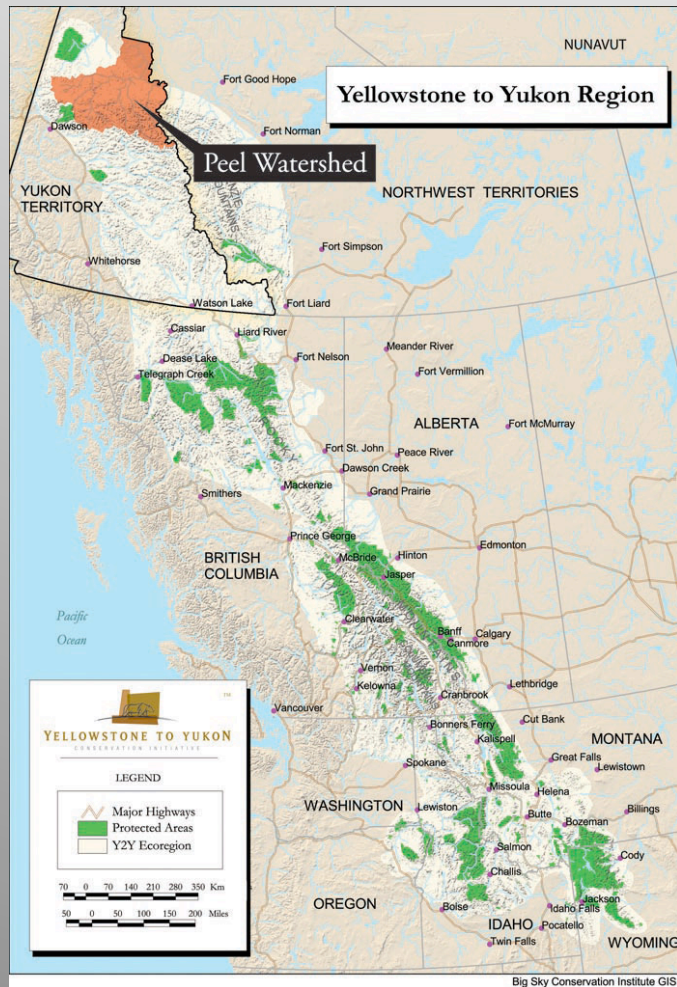 NUNAVUT
Fort Good Hope
Yellowstone to Yukon Region
Dawson
Fort Norman
Peel Watershed
YUKON
TERRITORY
NORTHWEST TERRITORIES
MOUNTAINS
Fort Simpson
Whitehorse
Watson Lake
Fort Liard
Cassiar
Liard River
Meander River
Dease Lake
Fort Nelson
Telegraph Creek
Fort Vermillion
ALBERTA
Fort McMurray
ROCKY
Fort St. John
Peace River
Dawson Creek
Mackenzie
Grand Prairie
Smithers
Prince George
Edmonton
BRITISH
COLUMBIA
McBride
Hinton
Jasper
Pacific
Ocean
Clearwater
Banff
Calgary
Canmore
Vernon
Kelowna
Cranbrook
Lethbridge
Vancouver
Bonners Ferry
Cut Bank
Kalispell
MONTANA
Spokane
Great Falls
Lewistown
Missoula
Helena
WASHINGTON
Lewiston
Butte
Bozeman
Billings
Salmon
Cody
Challis
OREGON
Boise
IDAHO
Idaho Falls
Jackson
Pocatello
WYOMING
Twin Falls
TM
YELLOWSTONE TO YUKON
CONSERVATION INITIATIVE
LEGEND
Major Highways
Protected Areas
Y2Y Ecoregion
70 0 70 140 210 280 350 Km
50 0 50 100 150 200 Miles
Big Sky Conservation Institute GIS